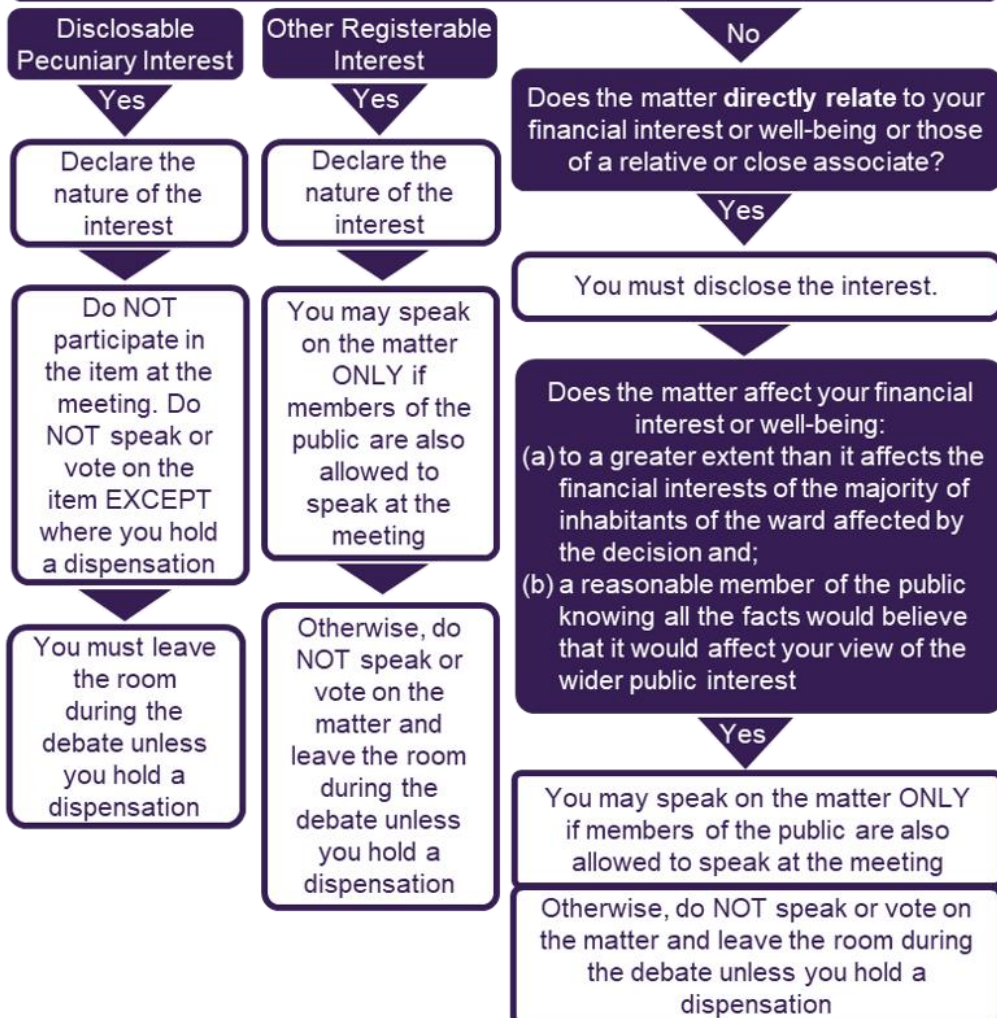 Disclosable
Pecuniary Interest
Yes
Declare the
nature of the
interest
Do NOT
participate in
the item at the
meeting. Do
NOT speak or
vote on the
item EXCEPT
where you hold
a dispensation
You must leave
the room
during the
debate unless
you hold a
dispensation
Other Registerable
Interest
Yes
Declare the
nature of the
interest
You may speak
on the matter
ONLY if
members of the
public are also
allowed to
speak at the
meeting
Otherwise, do
NOT speak or
vote on the
matter and
leave the room
during the
debate unless
you hold a
dispensation
No
Does the matter directly relate to your
financial interest or well-being or those
of a relative or close associate?
Yes
You must disclose the interest.
Does the matter affect your financial
interest or well-being:
(a) to a greater extent than it affects the
financial interests of the majority of
inhabitants of the ward affected by
the decision and;
(b) a reasonable member of the public
knowing all the facts would believe
that it would affect your view of the
wider public interest
Yes
You may speak on the matter ONLY
if members of the public are also
allowed to speak at the meeting
Otherwise, do NOT speak or vote on
the matter and leave the room during
the debate unless you hold a
dispensation